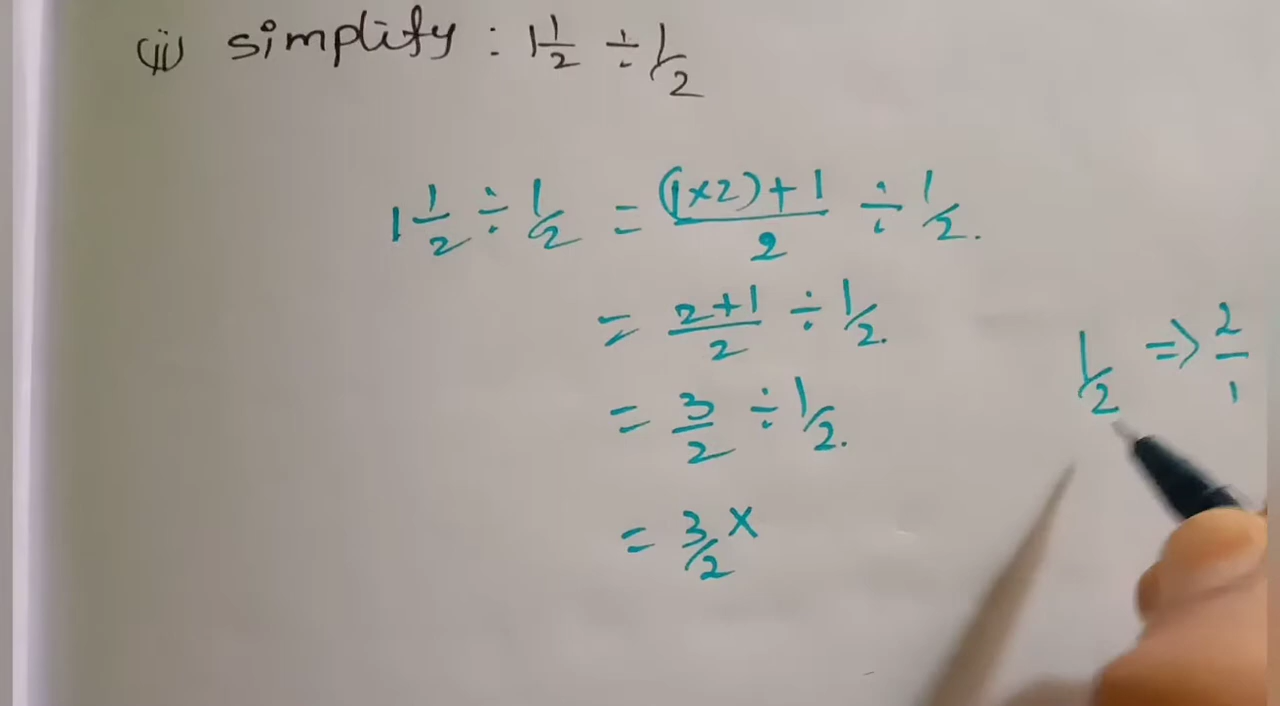 (ii) simplify : 1 1/2 ÷ 1/2
1 1/2 ÷ 1/2 = (1×2)+1/2 ÷ 1/2.
= 2+1/2 ÷ 1/2.
1/2 => 2/1
= 3/2 ÷ 1/2.
= 3/2 ×